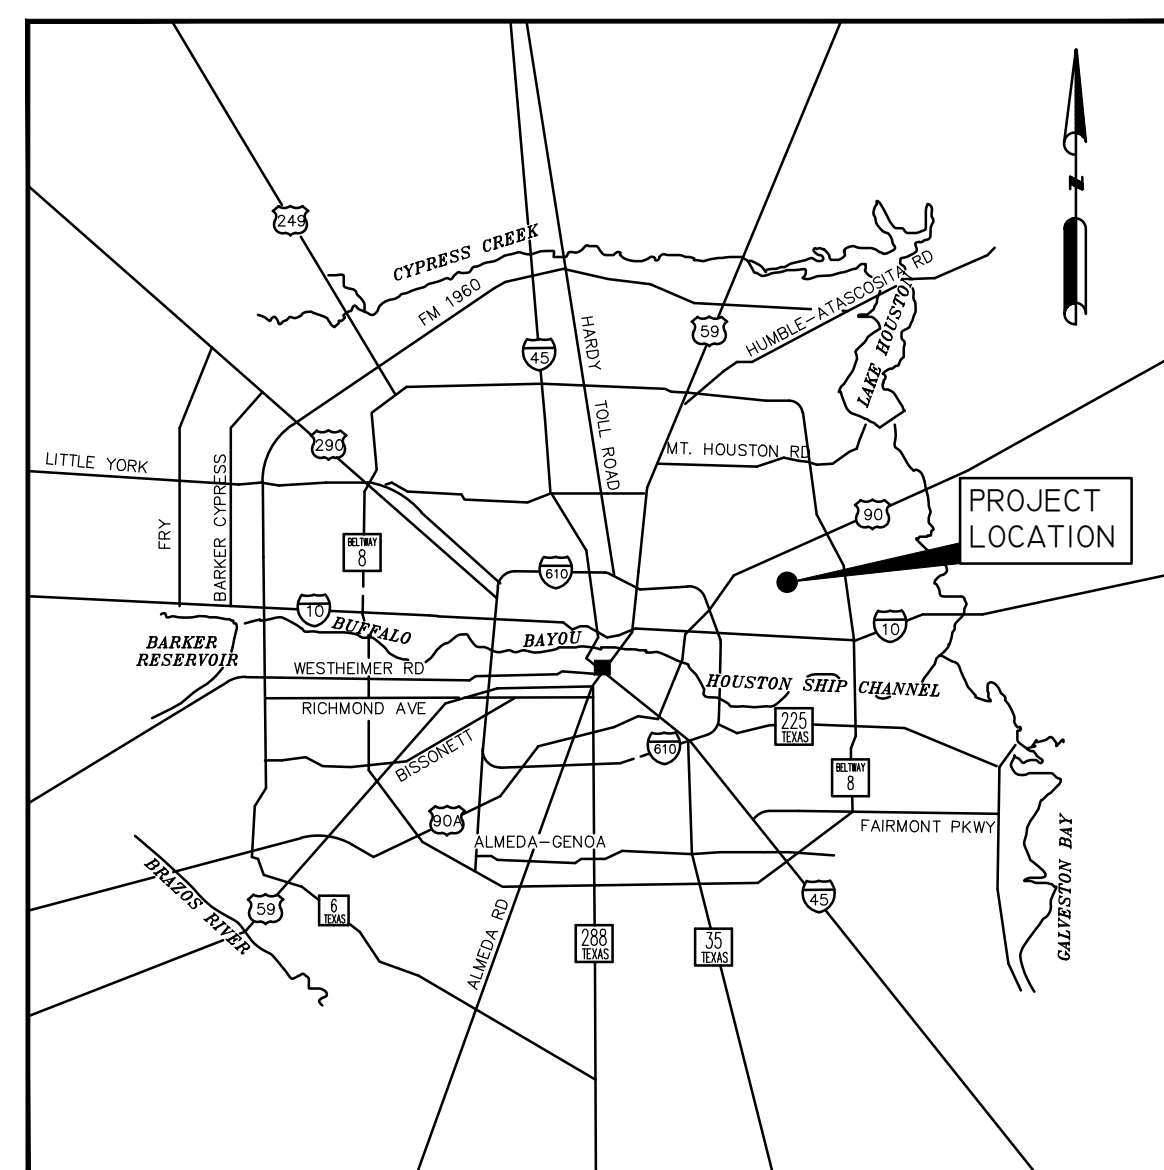 249
CYPRESS CREEK
FM 1960
N
HUMBLE-ATASCOSITA RD
LAKE HOUSTON
59
45
HARDY
TOLL ROAD
290
MT. HOUSTON RD
LITTLE YORK
FRY
BARKER CYPRESS
BELTWAY
8
90
PROJECT
LOCATION
610
10
10
BUFFALO
BAYOU
BARKER
RESERVOIR
WESTHEIMER RD
HOUSTON SHIP CHANNEL
RICHMOND AVE
225
TEXAS
BISSONETT
610
BELTWAY
8
90A
FAIRMONT PKWY
ALMEDA-GENOA
GALVESTON BAY
BRAZOS RIVER
59
6
TEXAS
45
ALMEDA RD
288
TEXAS
35
TEXAS